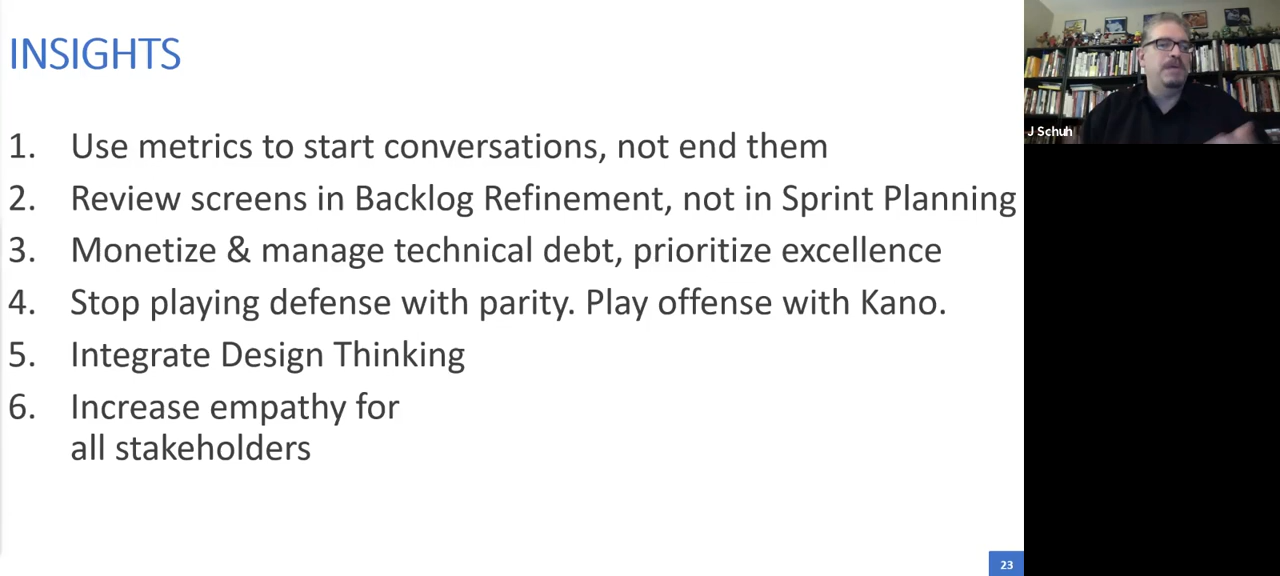 INSIGHTS
1. Use metrics to start conversations, not end them
2. Review screens in Backlog Refinement, not in Sprint Planning
3. Monetize & manage technical debt, prioritize excellence
4. Stop playing defense with parity. Play offense with Kano.
5. Integrate Design Thinking
6. Increase empathy for
all stakeholders
23
J Schuh